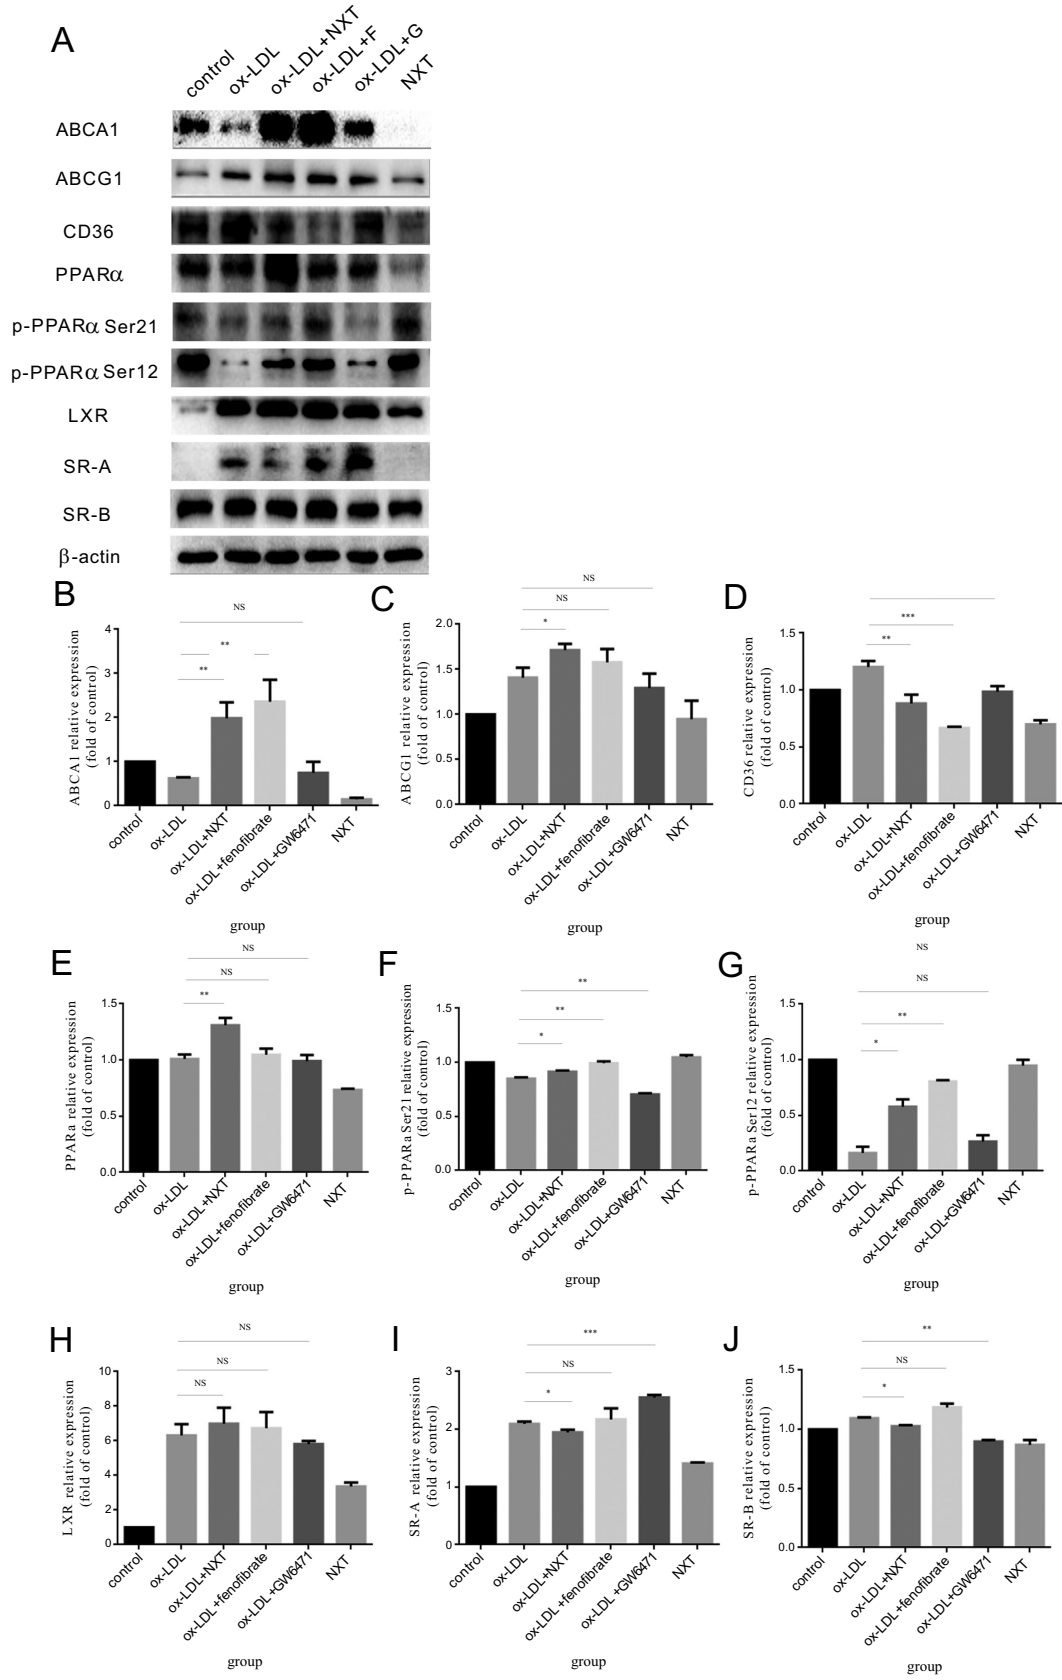 A
control
ox-LDL
ox-LDL+NXT
ox-LDL+F
ox-LDL+G
NXT
ABCA1
ABCG1
CD36
PPARα
p-PPARα Ser21
p-PPARα Ser12
LXR
SR-A
SR-B
β-actin
B
ABCA1 relative expression
(fold of control)
4
3
2
1
0
NS
**
**
control
ox-LDL
ox-LDL+NXT
ox-LDL+fenofibrate
ox-LDL+GW6471
NXT
group
C
ABCG1 relative expression
(fold of control)
2.0
1.5
1.0
0.5
0.0
NS
NS
*
control
ox-LDL
ox-LDL+NXT
ox-LDL+fenofibrate
ox-LDL+GW6471
NXT
group
D
CD36 relative expression
(fold of control)
1.5
1.0
0.5
0.0
***
**
control
ox-LDL
ox-LDL+NXT
ox-LDL+fenofibrate
ox-LDL+GW6471
NXT
group
E
PPARa relative expression
(fold of control)
1.5
1.0
0.5
0.0
NS
NS
**
control
ox-LDL
ox-LDL+NXT
ox-LDL+fenofibrate
ox-LDL+GW6471
NXT
group
F
p-PPARa Ser21 relative expression
(fold of control)
1.5
1.0
0.5
0.0
**
**
*
control
ox-LDL
ox-LDL+NXT
ox-LDL+fenofibrate
ox-LDL+GW6471
NXT
group
G
p-PPARa Ser12 relative expression
(fold of control)
1.5
1.0
0.5
0.0
NS
NS
**
*
control
ox-LDL
ox-LDL+NXT
ox-LDL+fenofibrate
ox-LDL+GW6471
NXT
group
H
LXR relative expression
(fold of control)
10
8
6
4
2
0
NS
NS
NS
control
ox-LDL
ox-LDL+NXT
ox-LDL+fenofibrate
ox-LDL+GW6471
NXT
group
I
SR-A relative expression
(fold of control)
3
2
1
0
***
NS
*
control
ox-LDL
ox-LDL+NXT
ox-LDL+fenofibrate
ox-LDL+GW6471
NXT
group
J
SR-B relative expression
(fold of control)
1.5
1.0
0.5
0.0
**
NS
*
control
ox-LDL
ox-LDL+NXT
ox-LDL+fenofibrate
ox-LDL+GW6471
NXT
group